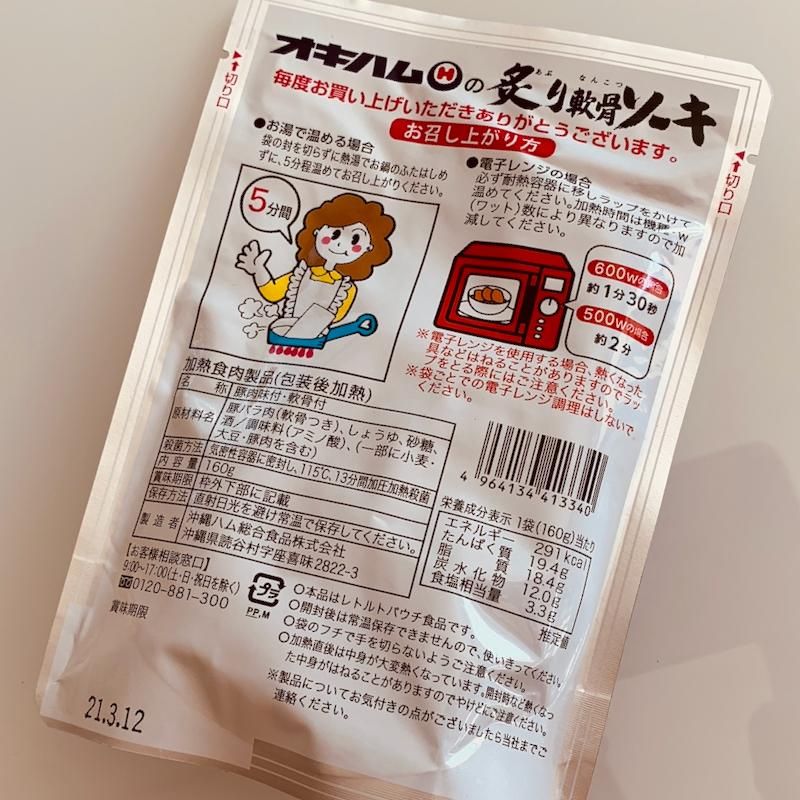 オキハムHの炙り軟骨ソーキ
あぶ なんこつ
毎度お買い上げいただきありがとうございます。
お召し上がり方
●お湯で温める場合
袋の封を切らずに熱湯でお鍋のふたはしめ
ずに、5分程温めてお召し上がりください。
5分間
●電子レンジの場合
必ず耐熱容器に移しラップをかけて
温めてください。加熱時間は機種・W
(ワット)数により異なりますので加
減してください。
600Wの場合
約1分30秒
500Wの場合
約2分
※電子レンジを使用する場合、熱くなった
具などはねることがありますのでラッ
プをとる際にはご注意ください。
※袋ごとでの電子レンジ調理はしないで
ください。
切り口
切り口
加熱食肉製品(包装後加熱)
名称 豚肉味付・軟骨付
原材料名 豚バラ肉(軟骨つき)、しょうゆ、砂糖、
酒/調味料(アミノ酸)、(一部に小麦・
大豆・豚肉を含む)
殺菌方法 気密性容器に密封し、115℃、13分間加圧加熱殺菌
内容量 160g
賞味期限 枠外下部に記載
保存方法 直射日光を避け常温で保存してください。
製造者 沖縄ハム総合食品株式会社
沖縄県読谷村字座喜味2822-3
【お客様相談窓口】
9:00~17:00(土・日・祝日を除く)
0120-881-300
賞味期限
21.3.12
プラ
PP,M
4 964134 413340
栄養成分表示 1袋(160g)当たり
エネルギー 291kcal
たんぱく質 19.4g
脂質 18.4g
炭水化物 12.0g
食塩相当量 3.3g
推定値
○本品はレトルトパウチ食品です。
○開封後は常温保存できませんので、使いきってください。
○袋のフチで手を切らないようご注意ください。
○加熱直後は中身が大変熱くなっています。開封時など熱くなっ
た中身がはねることがありますのでやけどにご注意ください。
※製品についてお気付きの点がございましたら当社までご
連絡ください。